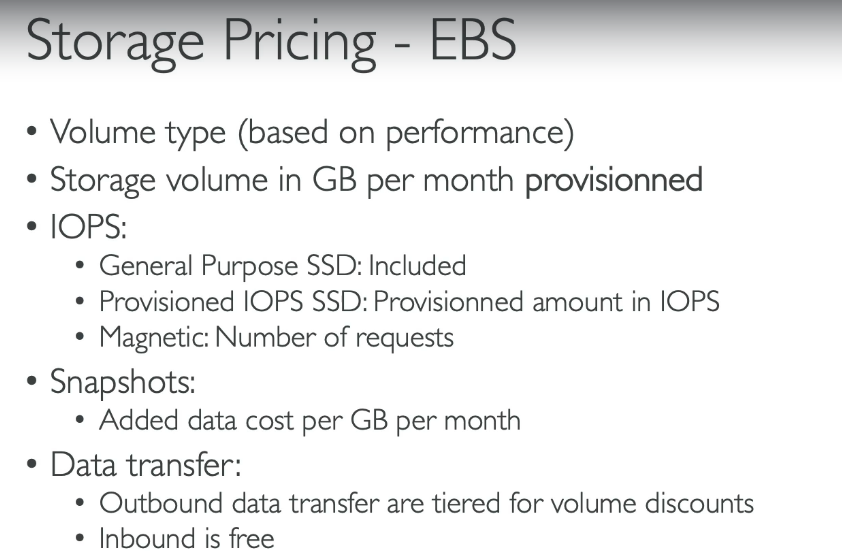 Storage Pricing - EBS
• Volume type (based on performance)
• Storage volume in GB per month provisionned
• IOPS:
• General Purpose SSD: Included
• Provisioned IOPS SSD: Provisionned amount in IOPS
• Magnetic: Number of requests
• Snapshots:
• Added data cost per GB per month
• Data transfer:
• Outbound data transfer are tiered for volume discounts
• Inbound is free